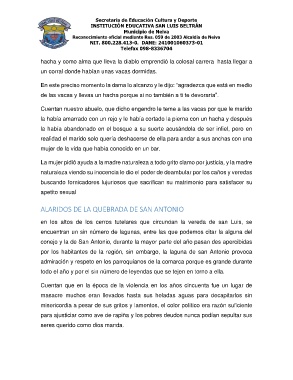 Secretaría de Educación Cultura y Deporte
INSTITUCIÓN EDUCATIVA SAN LUIS BELTRÁN
Municipio de Neiva
Reconocimiento oficial mediante Res. 059 de 2003 Alcaldía de Neiva
NIT. 800.228.413-0. DANE: 241001060373-01
Telefax 098-8336704
hacha y como alma que lleva la diablo emprendió la colosal carrera hasta llegar a
un corral donde habían unas vacas dormidas.
En este preciso momento la dama lo alcanzo y le dijo: "agradezca que está en medio
de las vacas y llevas un hacha porque si no también a ti te devoraría".
Cuentan nuestro abuelo, que dicho engendro le teme a las vacas por que le marido
la había amarrado con un rejo y le había cortado la pierna con un hacha y después
la había abandonado en el bosque a su suerte acusándola de ser infiel, pero en
realidad el marido solo quería deshacerse de ella para andar a sus anchas con una
mujer de la vida que había conocido en un bar.
La mujer pidió ayuda a la madre naturaleza a todo grito clamo por justicia, y la madre
naturaleza viendo su inocencia le dio el poder de deambular por los caños y veredas
buscando fornicadores lujuriosos que sacrifican su matrimonio para satisfacer su
apetito sexual
ALARIDOS DE LA QUEBRADA DE SAN ANTONIO
en los altos de los cerros tutelares que circundan la vereda de san Luis, se
encuentran un sin número de lagunas, entre las que podemos citar la alguna del
conejo y la de San Antonio, durante la mayor parte del año pasan desapercibidas
por los habitantes de la región, sin embargo, la laguna de san Antonio provoca
admiración y respeto en los parroquianos de la comarca porque es grande durante
todo el año y por el sin número de leyendas que se tejen en torno a ella.
Cuentan que en la época de la violencia en los años cincuenta fue un lugar de
masacre muchos eran llevados hasta sus heladas aguas para decapitarlos sin
misericordia a pesar de sus gritos y lamentos, el color político era razón suficiente
para ajusticiar como ave de rapiña y los pobres deudos nunca podían sepultar sus
seres querido como dios manda.